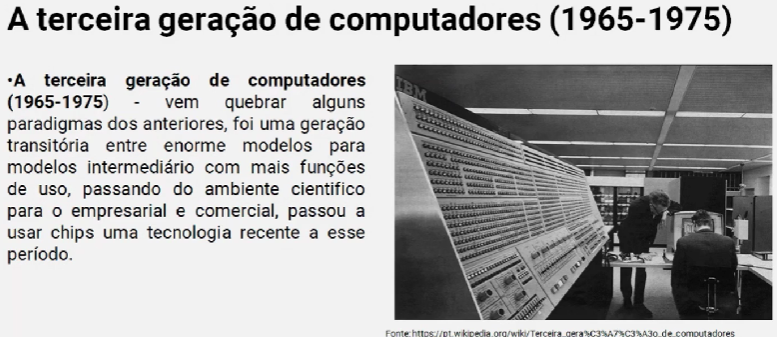 A terceira geração de computadores (1965-1975)
•A terceira geração de computadores
(1965-1975) - vem quebrar alguns
paradigmas dos anteriores, foi uma geração
transitória entre enorme modelos para
modelos intermediário com mais funções
de uso, passando do ambiente cientifico
para o empresarial e comercial, passou a
usar chips uma tecnologia recente a esse
período.
IBM
Fonte: https://pt.wikipedia.org/wiki/Terceira_gera%C3%A7%C3%A3o_de_computadores